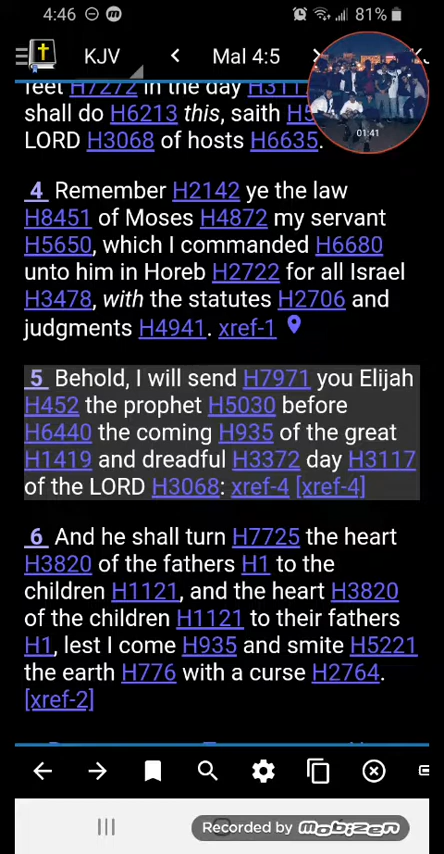 4:46 81%
KJV Mal 4:5
feet H7272 in the day H3117
shall do H6213 this, saith
LORD H3068 of hosts H6635.
01:41
4 Remember H2142 ye the law
H8451 of Moses H4872 my servant
H5650, which I commanded H6680
unto him in Horeb H2722 for all Israel
H3478, with the statutes H2706 and
judgments H4941. xref-1
5 Behold, I will send H7971 you Elijah
H452 the prophet H5030 before
H6440 the coming H935 of the great
H1419 and dreadful H3372 day H3117
of the LORD H3068: xref-4 [xref-4]
6 And he shall turn H7725 the heart
H3820 of the fathers H1 to the
children H1121, and the heart H3820
of the children H1121 to their fathers
H1, lest I come H935 and smite H5221
the earth H776 with a curse H2764.
[xref-2]
Recorded by mobizen